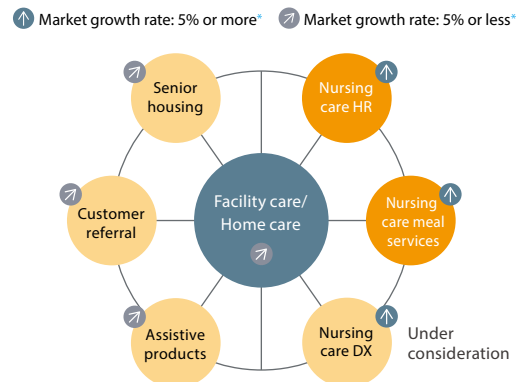 Market growth rate: 5% or more*
Market growth rate: 5% or less*
Senior
housing
Nursing
care HR
Customer
referral
Facility care/
Home care
Nursing
care meal
services
Assistive
products
Nursing
care DX
Under
consideration